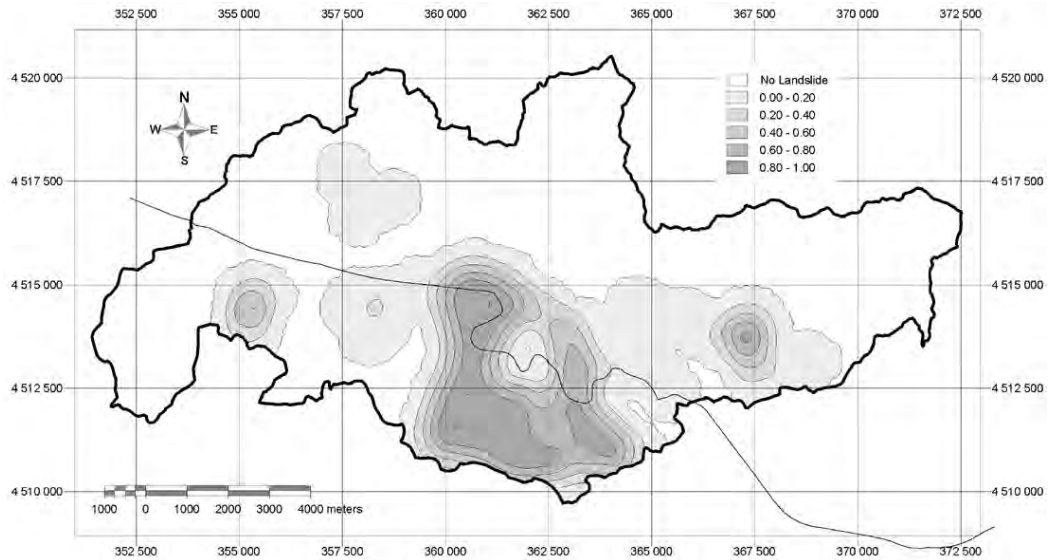 352 500 355 000 357 500 360 000 362 500 365 000 367 500 370 000 372 500
4 520 000 4 520 000
No Landslide
0.00 - 0.20
0.20 - 0.40
0.40 - 0.60
0.60 - 0.80
0.80 - 1.00
N
W E
S
4 517 500 4 517 500
4 515 000 4 515 000
4 512 500 4 512 500
4 510 000 4 510 000
1000 0 1000 2000 3000 4000 meters
352 500 355 000 357 500 360 000 362 500 365 000 367 500 370 000 372 500